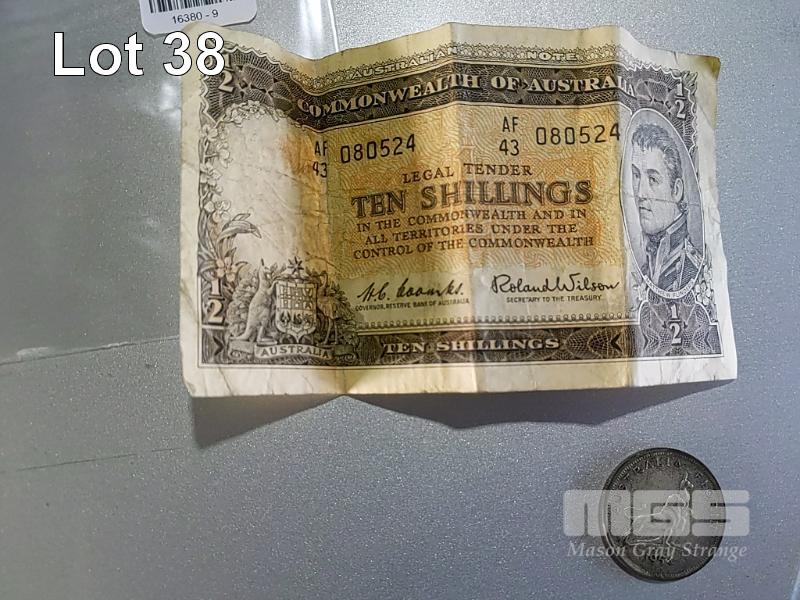 16380 - 9
Lot 38
AUSTRALIAN NOTE
COMMONWEALTH OF AUSTRALIA
1/2
1/2
AF 43 080524
AF 43 080524
LEGAL TENDER
TEN SHILLINGS
IN THE COMMONWEALTH AND IN
ALL TERRITORIES UNDER THE
CONTROL OF THE COMMONWEALTH
H.C. Coombs.
Roland Wilson
GOVERNOR, RESERVE BANK OF AUSTRALIA
SECRETARY TO THE TREASURY
1/2
1/2
AUSTRALIA
TEN SHILLINGS
MGS
Mason Gray Strange